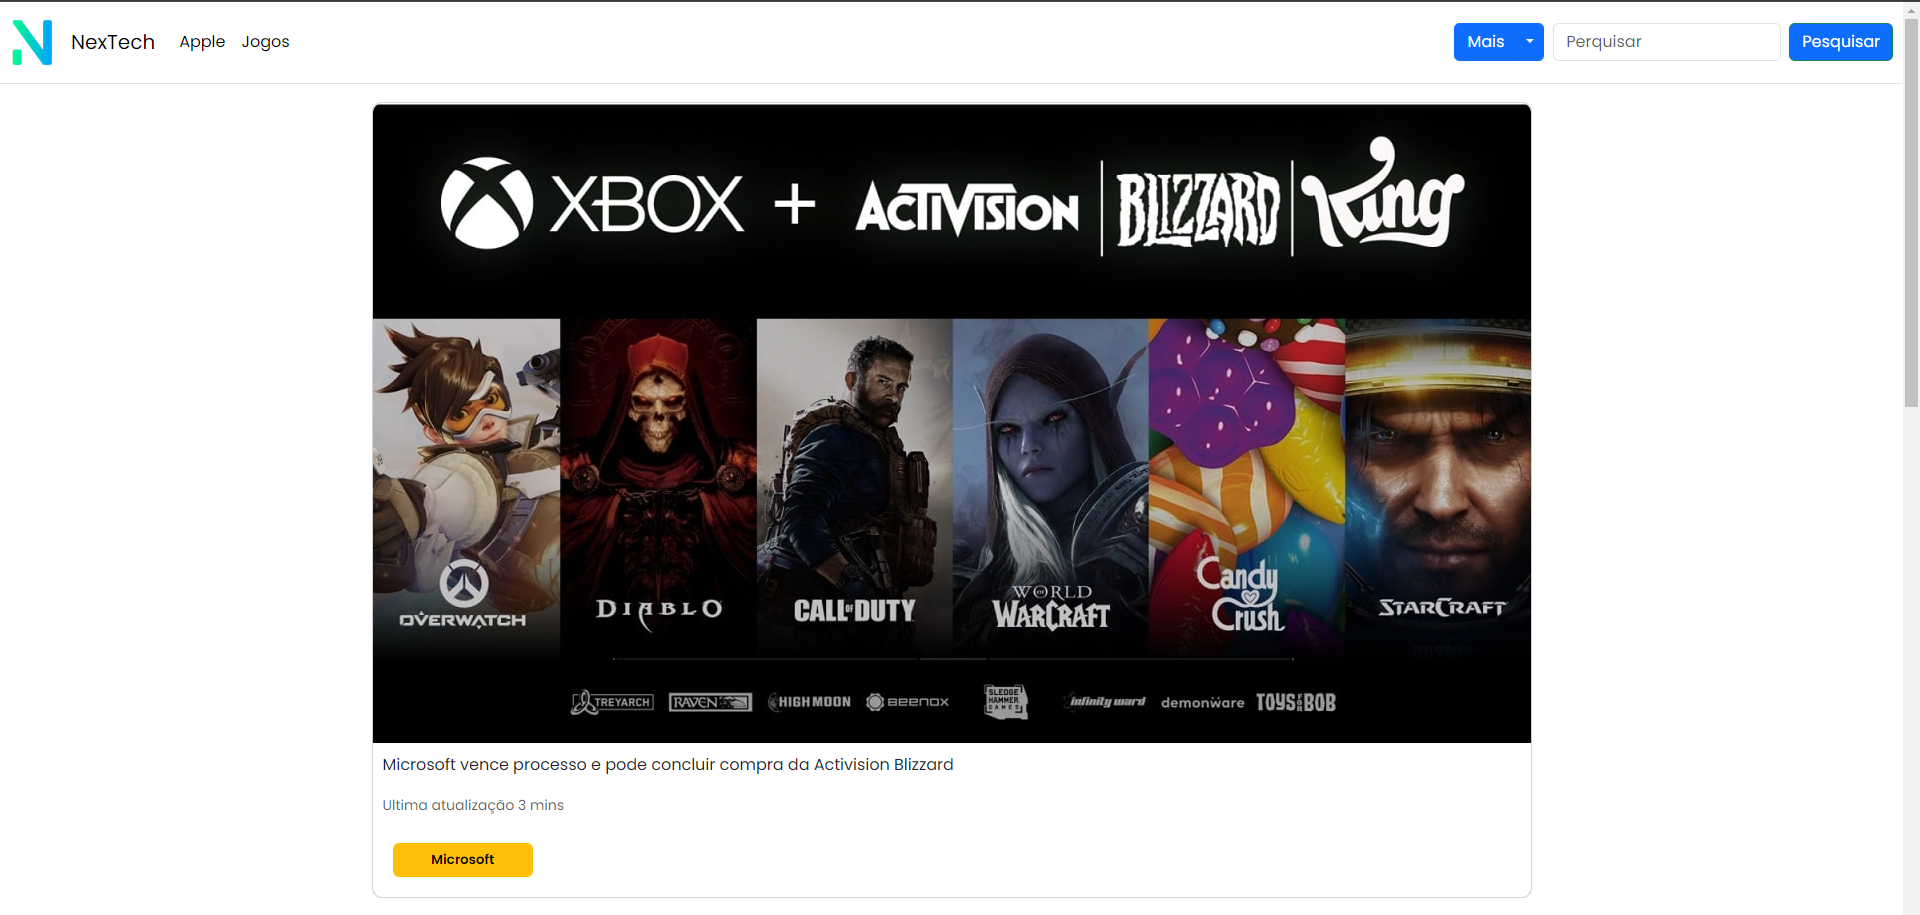 NexTech Apple Jogos Mais Perquisar Pesquisar
XBOX + ACTIVISION BLIZZARD King
OVERWATCH DIABLO CALL OF DUTY WORLD OF WARCRAFT Candy Crush STARCRAFT
TREYARCH RAVEN HIGH MOON BEENOX SLEDGE HAMMER GAMES infinity ward demonware TOYS FOR BOB
Microsoft vence processo e pode concluir compra da Activision Blizzard
Ultima atualização 3 mins
Microsoft